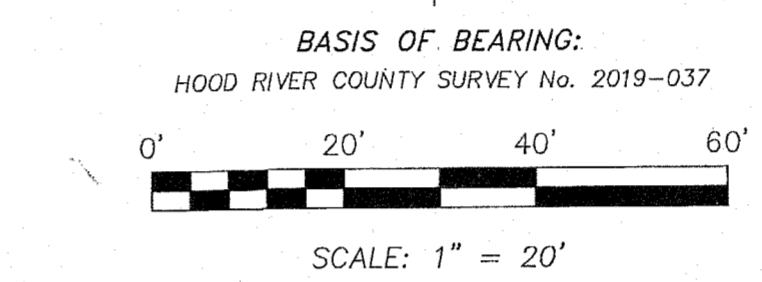 BASIS OF BEARING:
HOOD RIVER COUNTY SURVEY No. 2019-037
0' 20' 40' 60'
SCALE: 1" = 20'